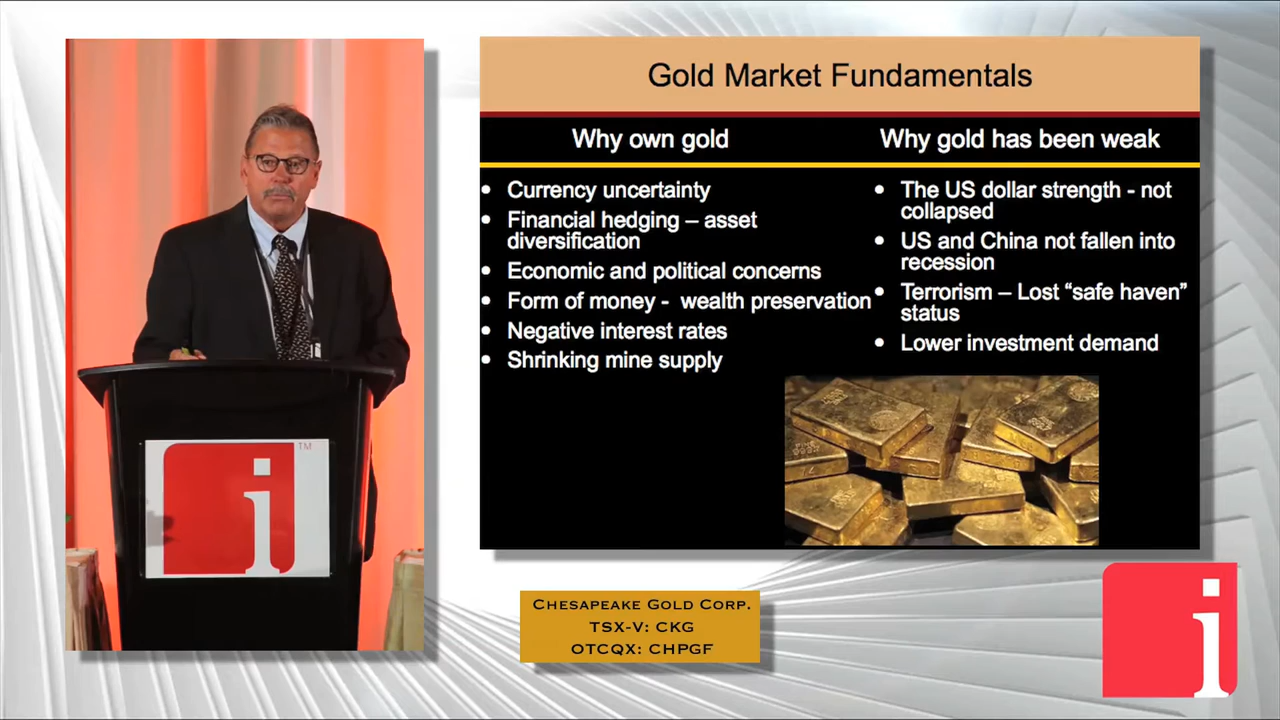 Gold Market Fundamentals
Why own gold
• Currency uncertainty
• Financial hedging – asset
diversification
• Economic and political concerns
• Form of money - wealth preservation
• Negative interest rates
• Shrinking mine supply
Why gold has been weak
• The US dollar strength - not
collapsed
• US and China not fallen into
recession
• Terrorism – Lost “safe haven”
status
• Lower investment demand
i
TM
Chesapeake Gold Corp.
TSX-V: CKG
OTCQX: CHPGF
i